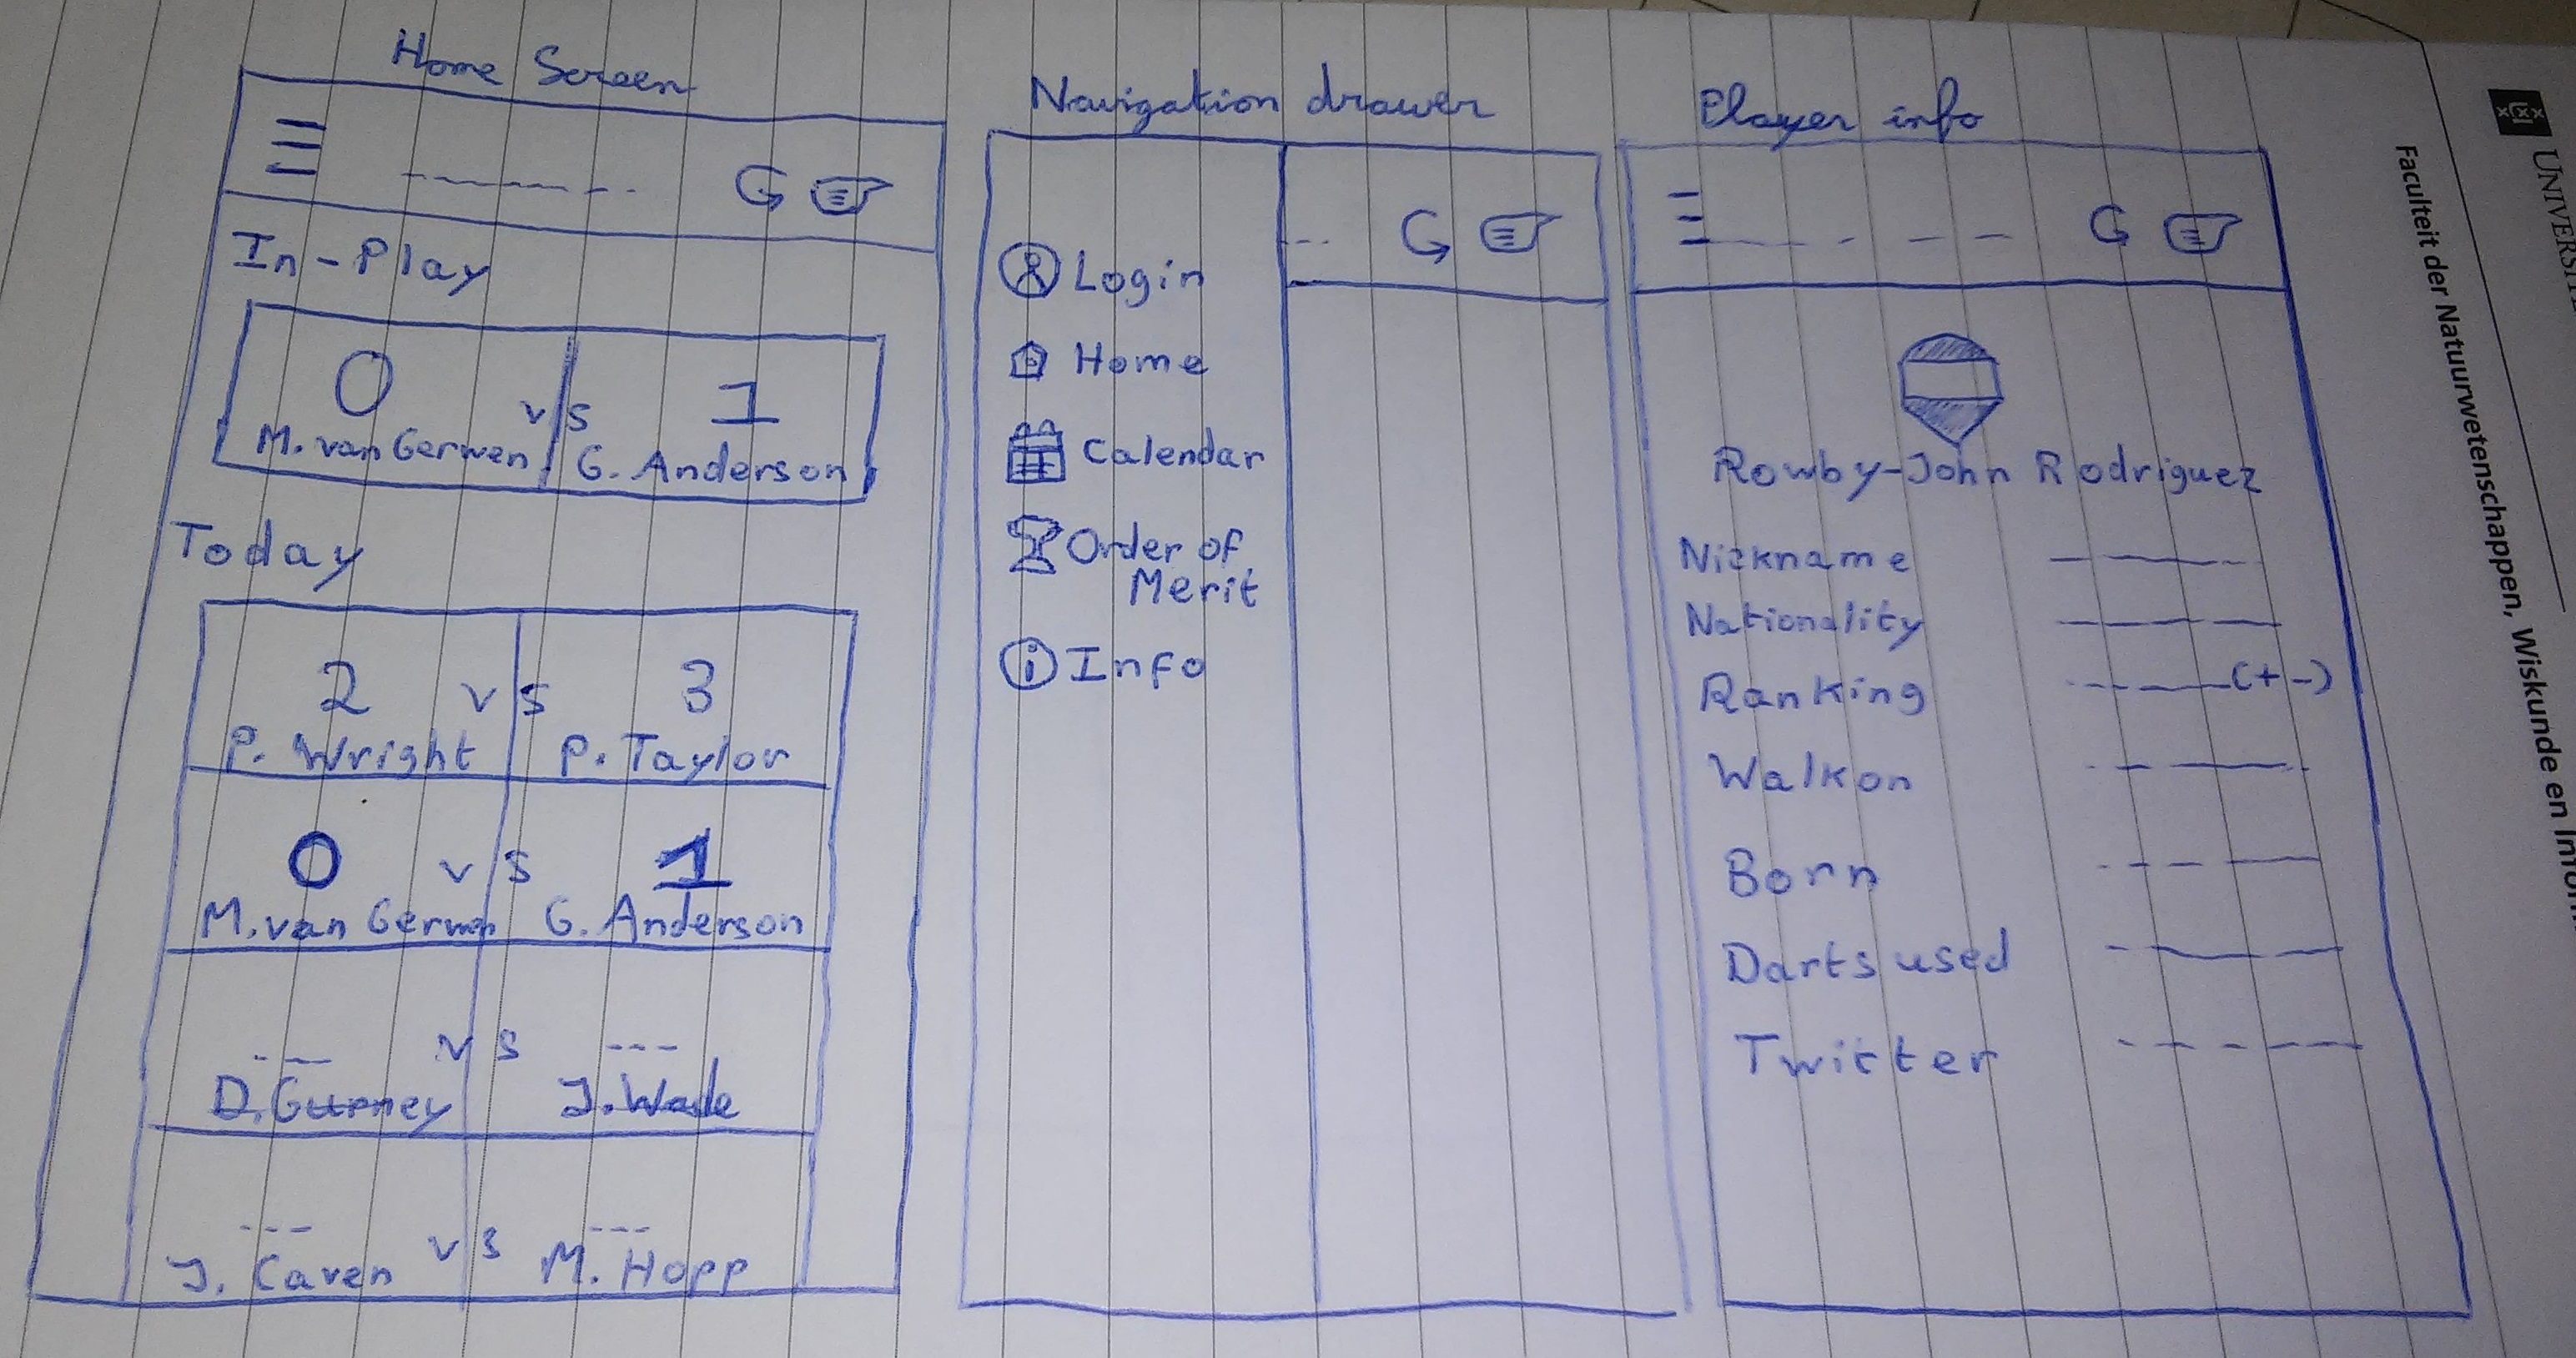 Home Screen
In-Play
0 vs 1
M. van Gerwen G. Anderson
Today
2 vs 3
P. Wright P. Taylor
0 vs 1
M. van Gerwen G. Anderson
--- vs ---
D. Gurney J. Wade
--- vs ---
J. Caven M. Hopp
Navigation drawer
Login
Home
Calendar
Order of
Merit
i Info
Player info
Rowby-John Rodriguez
Nickname
Nationality
Ranking (+-)
Walkon
Born
Darts used
Twitter
Faculteit der Natuurwetenschappen, Wiskunde en